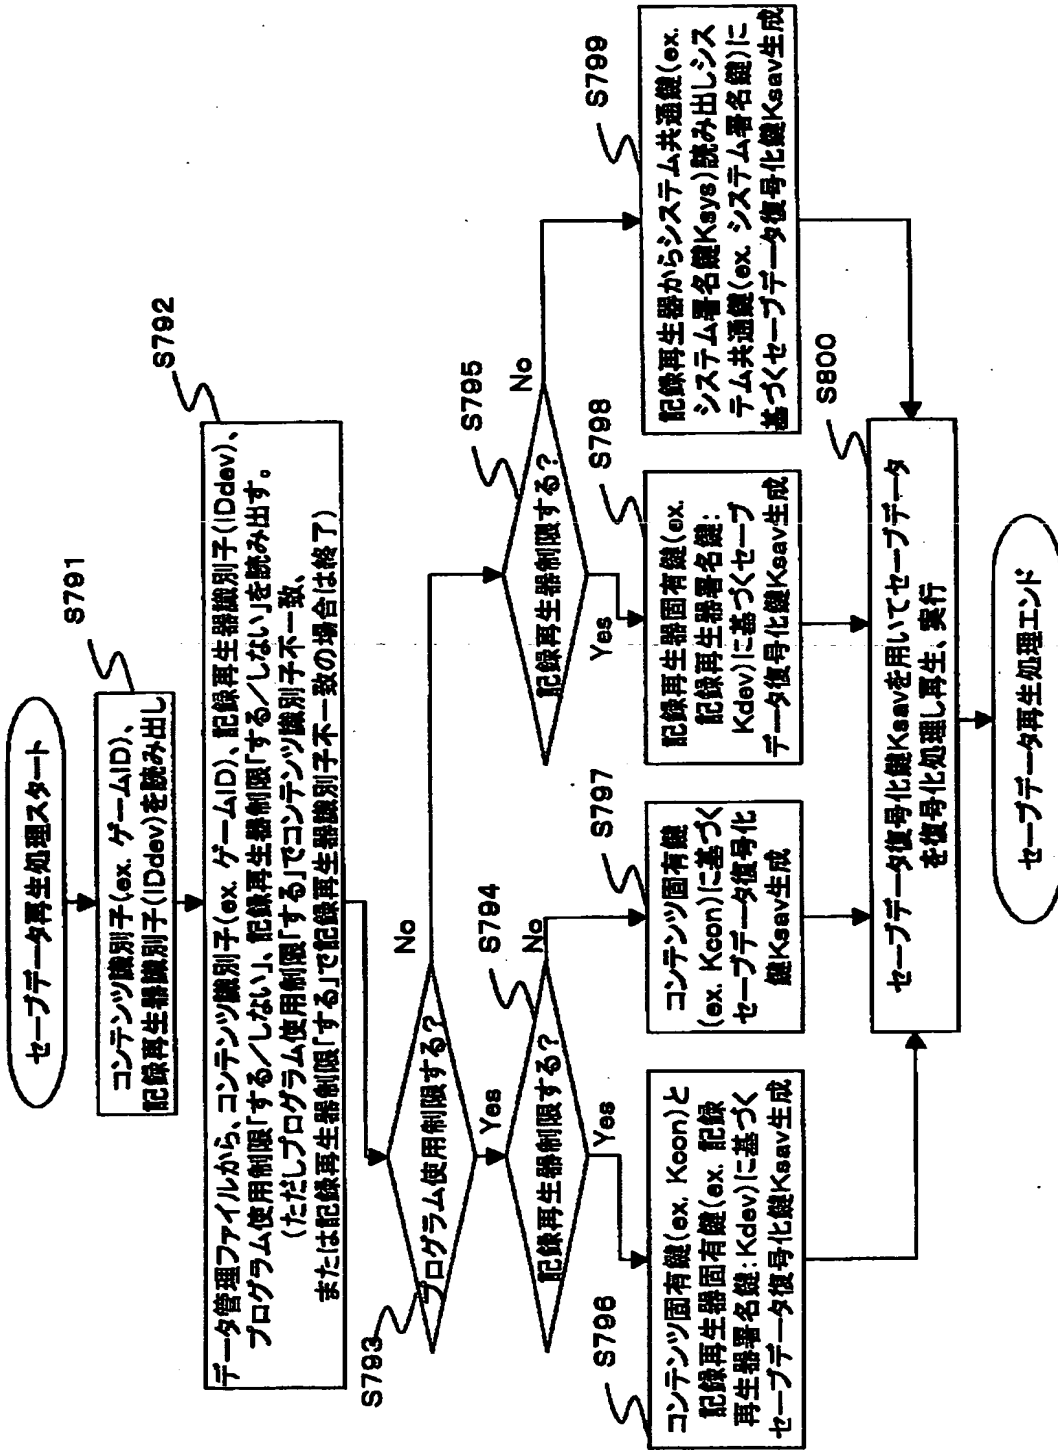 セーブデータ再生処理スタート
S791
コンテンツ識別子(ex. ゲームID)、
記録再生器識別子(IDdev)を読み出し
S792
データ管理ファイルから、コンテンツ識別子(ex. ゲームID)、記録再生器識別子(IDdev)、
プログラム使用制限「する／しない」、記録再生器制限「する／しない」を読み出す。
(ただしプログラム使用制限「する」でコンテンツ識別子不一致、
または記録再生器制限「する」で記録再生器識別子不一致の場合は終了)
S793
プログラム使用制限する?
No
Yes
S794
記録再生器制限する?
No
Yes
S795
記録再生器制限する?
No
Yes
S796
コンテンツ固有鍵(ex. Kcon)と
記録再生器固有鍵(ex. 記録
再生器署名鍵:Kdev)に基づく
セーブデータ復号化鍵Ksav生成
S797
コンテンツ固有鍵
(ex. Kcon)に基づく
セーブデータ復号化
鍵Ksav生成
S798
記録再生器固有鍵(ex.
記録再生器署名鍵:
Kdev)に基づくセーブ
データ復号化鍵Ksav生成
S799
記録再生器からシステム共通鍵(ex.
システム署名鍵Ksys)読み出しシス
テム共通鍵(ex. システム署名鍵)に
基づくセーブデータ復号化鍵Ksav生成
S800
セーブデータ復号化鍵Ksavを用いてセーブデータ
を復号化処理し再生、実行
セーブデータ再生処理エンド